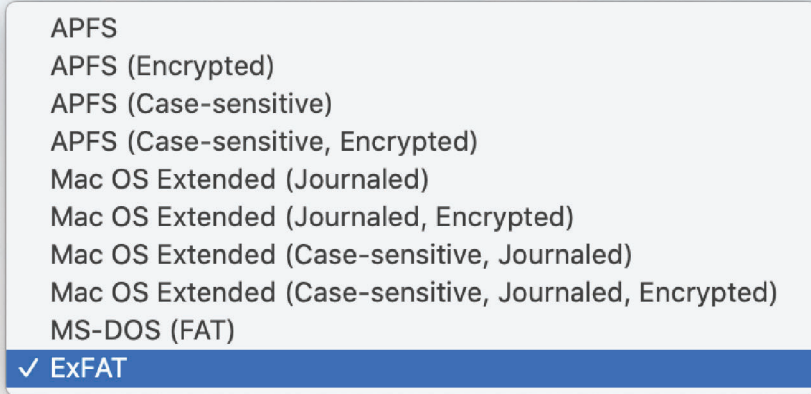 APFS
APFS (Encrypted)
APFS (Case-sensitive)
APFS (Case-sensitive, Encrypted)
Mac OS Extended (Journaled)
Mac OS Extended (Journaled, Encrypted)
Mac OS Extended (Case-sensitive, Journaled)
Mac OS Extended (Case-sensitive, Journaled, Encrypted)
MS-DOS (FAT)
✓ ExFAT